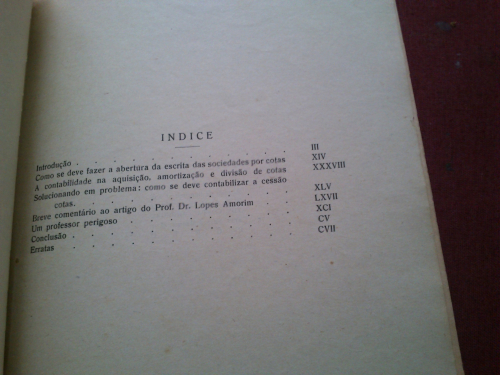 INDICE
Introdução . . . . . . . . . . III
Como se deve fazer a abertura da escrita das sociedades por cotas XIV
A contabilidade na aquisição, amortização e divisão de cotas XXXVIII
Solucionando em problema: como se deve contabilizar a cessão
cotas. . . . . . . . . . XLV
Breve comentário ao artigo do Prof. Dr. Lopes Amorim . . LXVII
Um professor perigoso . . . . . . . XCI
Conclusão . . . . . . . . . . CV
Erratas . . . . . . . . . . CVII